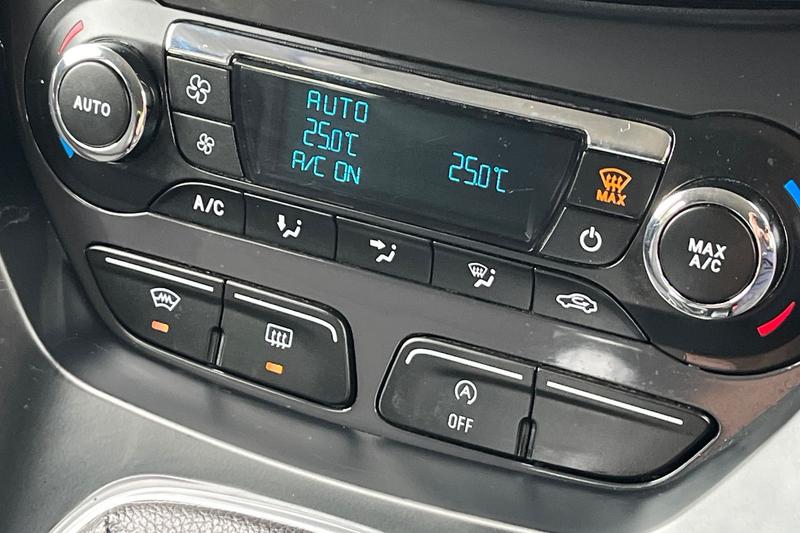 AUTO
AUTO
25.0°C
A/C ON
25.0°C
MAX
A/C
MAX
A/C
A
OFF